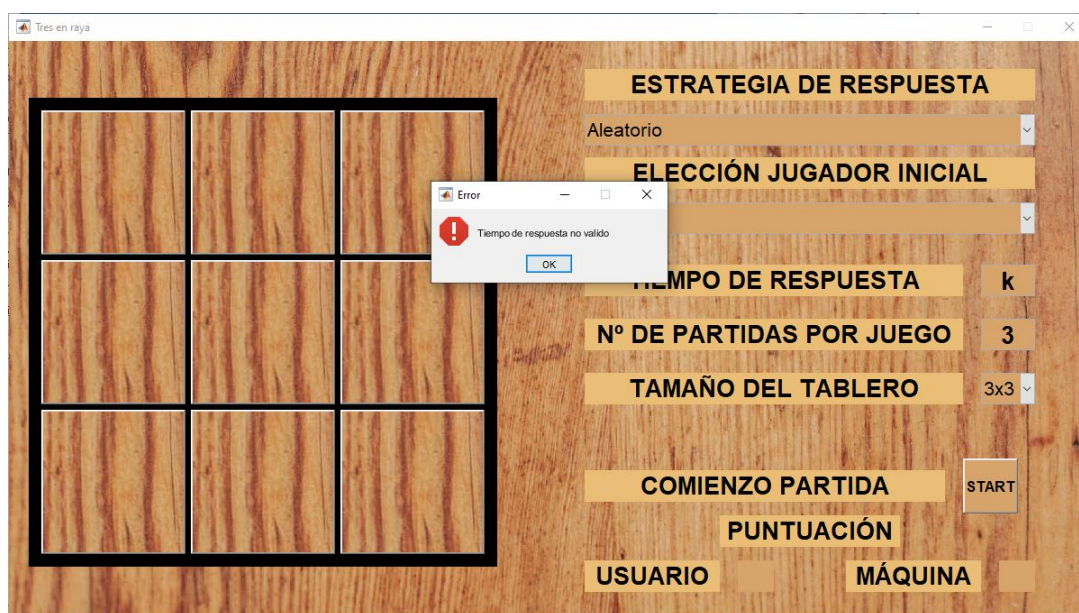 Tres en raya
ESTRATEGIA DE RESPUESTA
Aleatorio
ELECCIÓN JUGADOR INICIAL
Error
Tiempo de respuesta no valido
OK
TIEMPO DE RESPUESTA
k
Nº DE PARTIDAS POR JUEGO
3
TAMAÑO DEL TABLERO
3x3
COMIENZO PARTIDA
START
PUNTUACIÓN
USUARIO
MÁQUINA